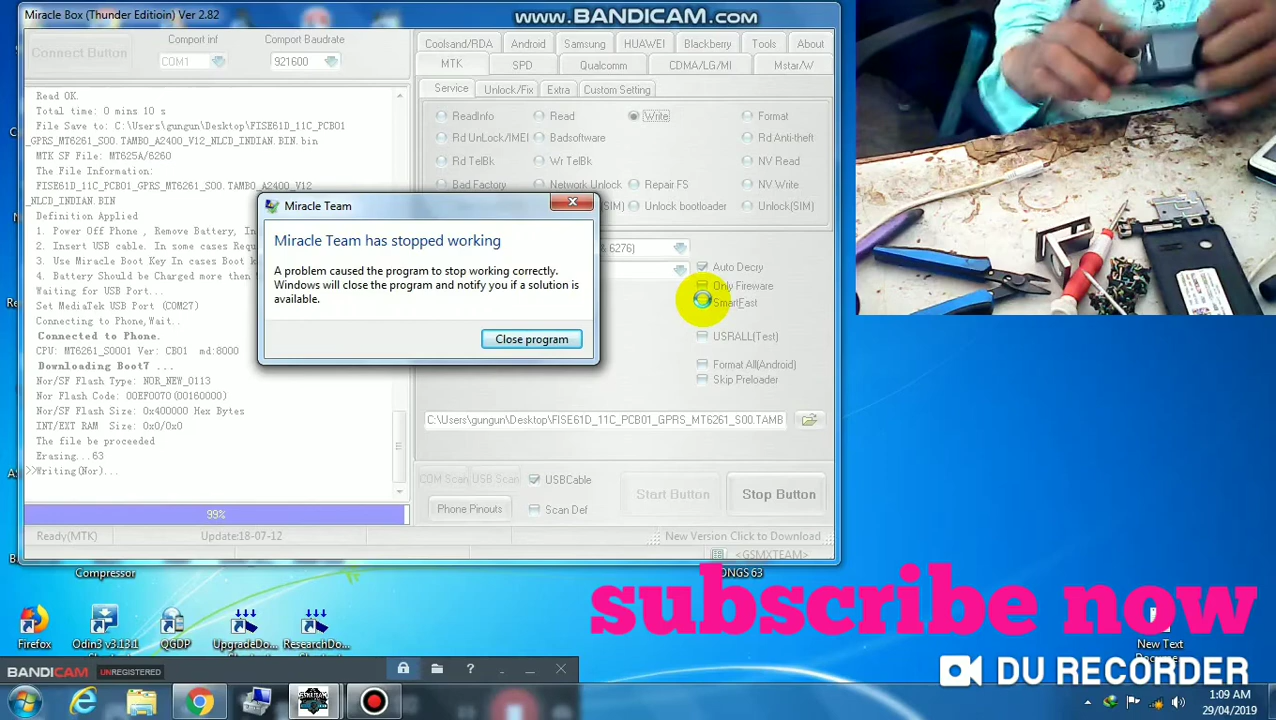 Miracle Box (Thunder Edition) Ver 2.82
www.BANDICAM.com
Connect Button
Comport inf
Comport Baudrate
COM1
921600
Coolsand/RDA
Android
Samsung
HUAWEI
Blackberry
Tools
About
MTK
SPD
Qualcomm
CDMA/LG/MI
Mstar/W
Service
Unlock/Fix
Extra
Custom Setting
ReadInfo
Read
Write
Format
Rd UnLock/IMEI
Badsoftware
Rd Anti-theft
Rd TelBk
Wr TelBk
NV Read
Bad Factory
Network Unlock
Repair FS
NV Write
(SIM)
Unlock bootloader
Unlock(SIM)
& 6276)
Auto Decry
Only Fireware
SmartFast
USRALL(Test)
Format All(Android)
Skip Preloader
Read OK.
Total time: 0 mins 10 s
File Save to: C:\Users\gungun\Desktop\FISE61D_11C_PCB01
_GPRS_MT6261_S00.TAMBO_A2400_V12_NLCD_INDIAN.BIN.bin
MTK SF File: MT625A/6260
The File Information:
FISE61D_11C_PCB01_GPRS_MT6261_S00.TAMBO_A2400_V12
_NLCD_INDIAN.BIN
Definition Applied
1. Power Off Phone , Remove Battery, In
2. Insert USB cable. In some cases Requ
3. Use Miracle Boot Key In cases Boot k
4. Battery Should be Charged more then
Waiting for USB Port...
Set MediaTek USB Port (COM27)
Connecting to Phone,Wait..
Connected to Phone.
CPU: MT6261_S0001 Ver: CB01 md:8000
Downloading Boot7 ...
Nor/SF Flash Type: NOR_NEW_0113
Nor Flash Code: 00EF0070(00160000)
Nor/SF Flash Size: 0x400000 Hex Bytes
INT/EXT RAM Size: 0x0/0x0
The file be proceeded
Erasing...63
>>Writing(Nor)...
Miracle Team
Miracle Team has stopped working
A problem caused the program to stop working correctly.
Windows will close the program and notify you if a solution is
available.
Close program
C:\Users\gungun\Desktop\FISE61D_11C_PCB01_GPRS_MT6261_S00.TAMB
COM Scan
USB Scan
USBCable
Start Button
Stop Button
Phone Pinouts
Scan Def
99%
Ready(MTK)
Update:18-07-12
New Version Click to Download
<GSMXTEAM>
Compressor
ONGS 63
subscribe now
Firefox
Odin3 v3.13.1
QGDP
UpgradeDo...
ResearchDo...
New Text
BANDICAM UNREGISTERED
DU RECORDER
1:09 AM
29/04/2019